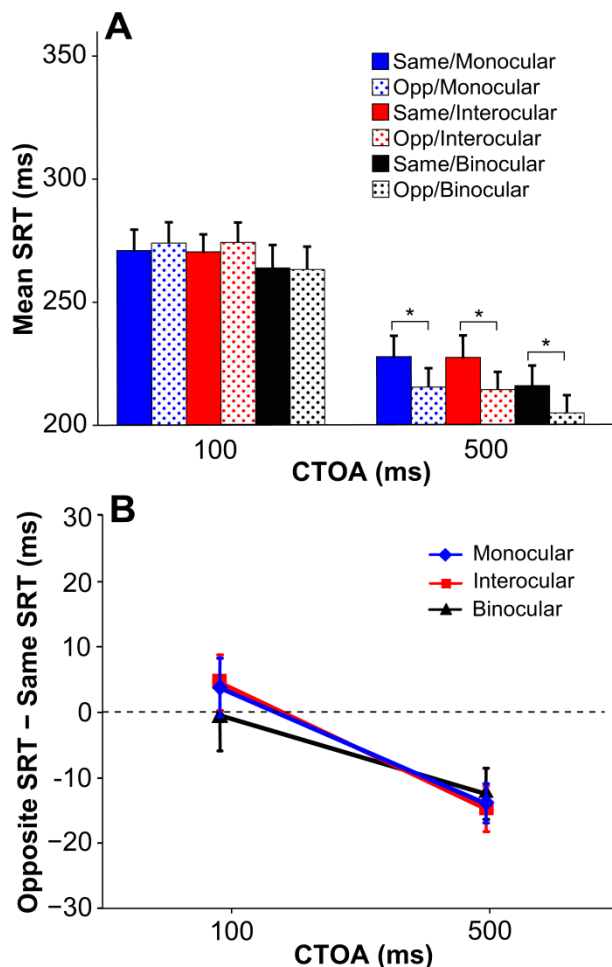 A
350
300
250
200
Mean SRT (ms)
Same/Monocular
Opp/Monocular
Same/Interocular
Opp/Interocular
Same/Binocular
Opp/Binocular
* * *
100 500
CTOA (ms)
B
30
20
10
0
−10
−20
−30
Opposite SRT − Same SRT (ms)
Monocular
Interocular
Binocular
100 500
CTOA (ms)